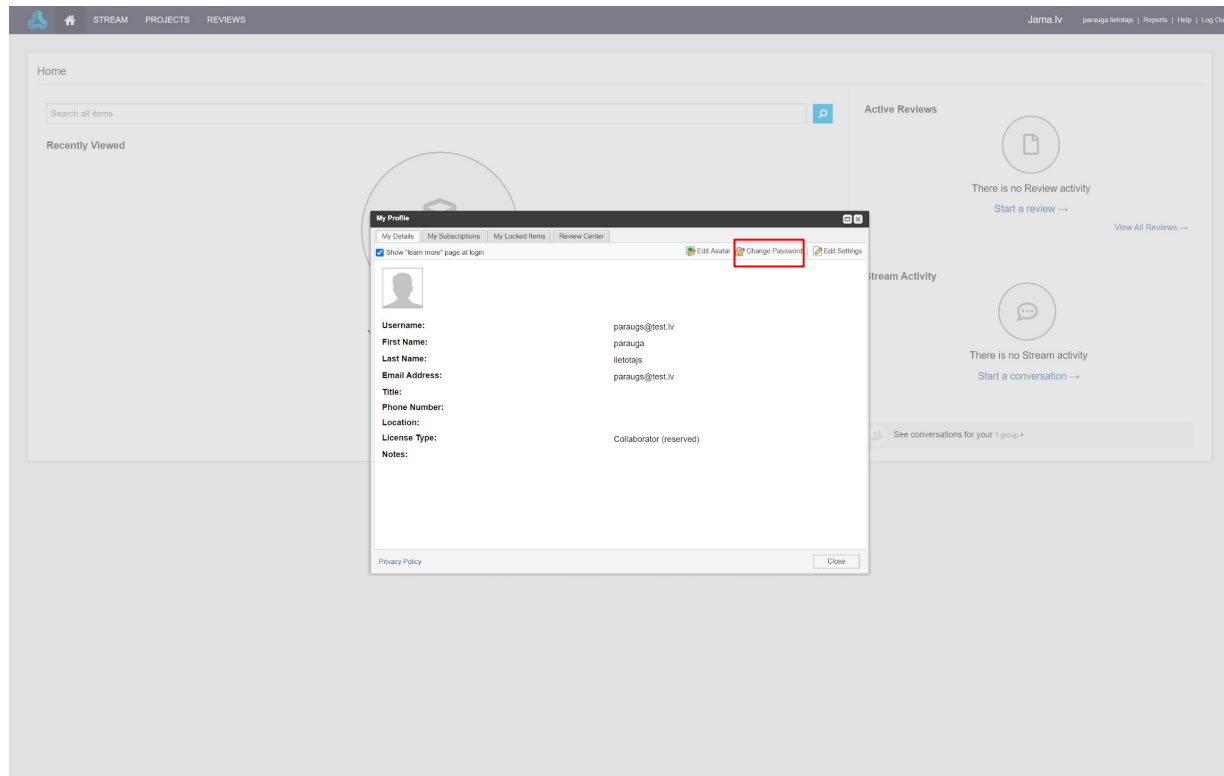 STREAM PROJECTS REVIEWS Jama.lv parauga lietotajs | Reports | Help | Log Ou
Home
Search all items
Recently Viewed
Active Reviews
There is no Review activity
Start a review →
View All Reviews →
Stream Activity
There is no Stream activity
Start a conversation →
See conversations for your 1 group
My Profile
My Details My Subscriptions My Locked Items Review Center
Show "learn more" page at login Edit Avatar Change Password | Edit Settings
Username: paraugs@test.lv
First Name: parauga
Last Name: lietotajs
Email Address: paraugs@test.lv
Title:
Phone Number:
Location:
License Type: Collaborator (reserved)
Notes:
Privacy Policy Close